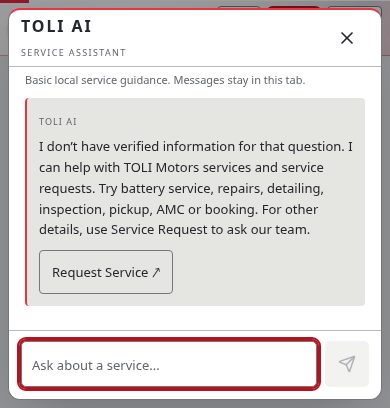 TOLI AI
SERVICE ASSISTANT
Basic local service guidance. Messages stay in this tab.
TOLI AI
I don’t have verified information for that question. I
can help with TOLI Motors services and service
requests. Try battery service, repairs, detailing,
inspection, pickup, AMC or booking. For other
details, use Service Request to ask our team.
Request Service ↗
Ask about a service...